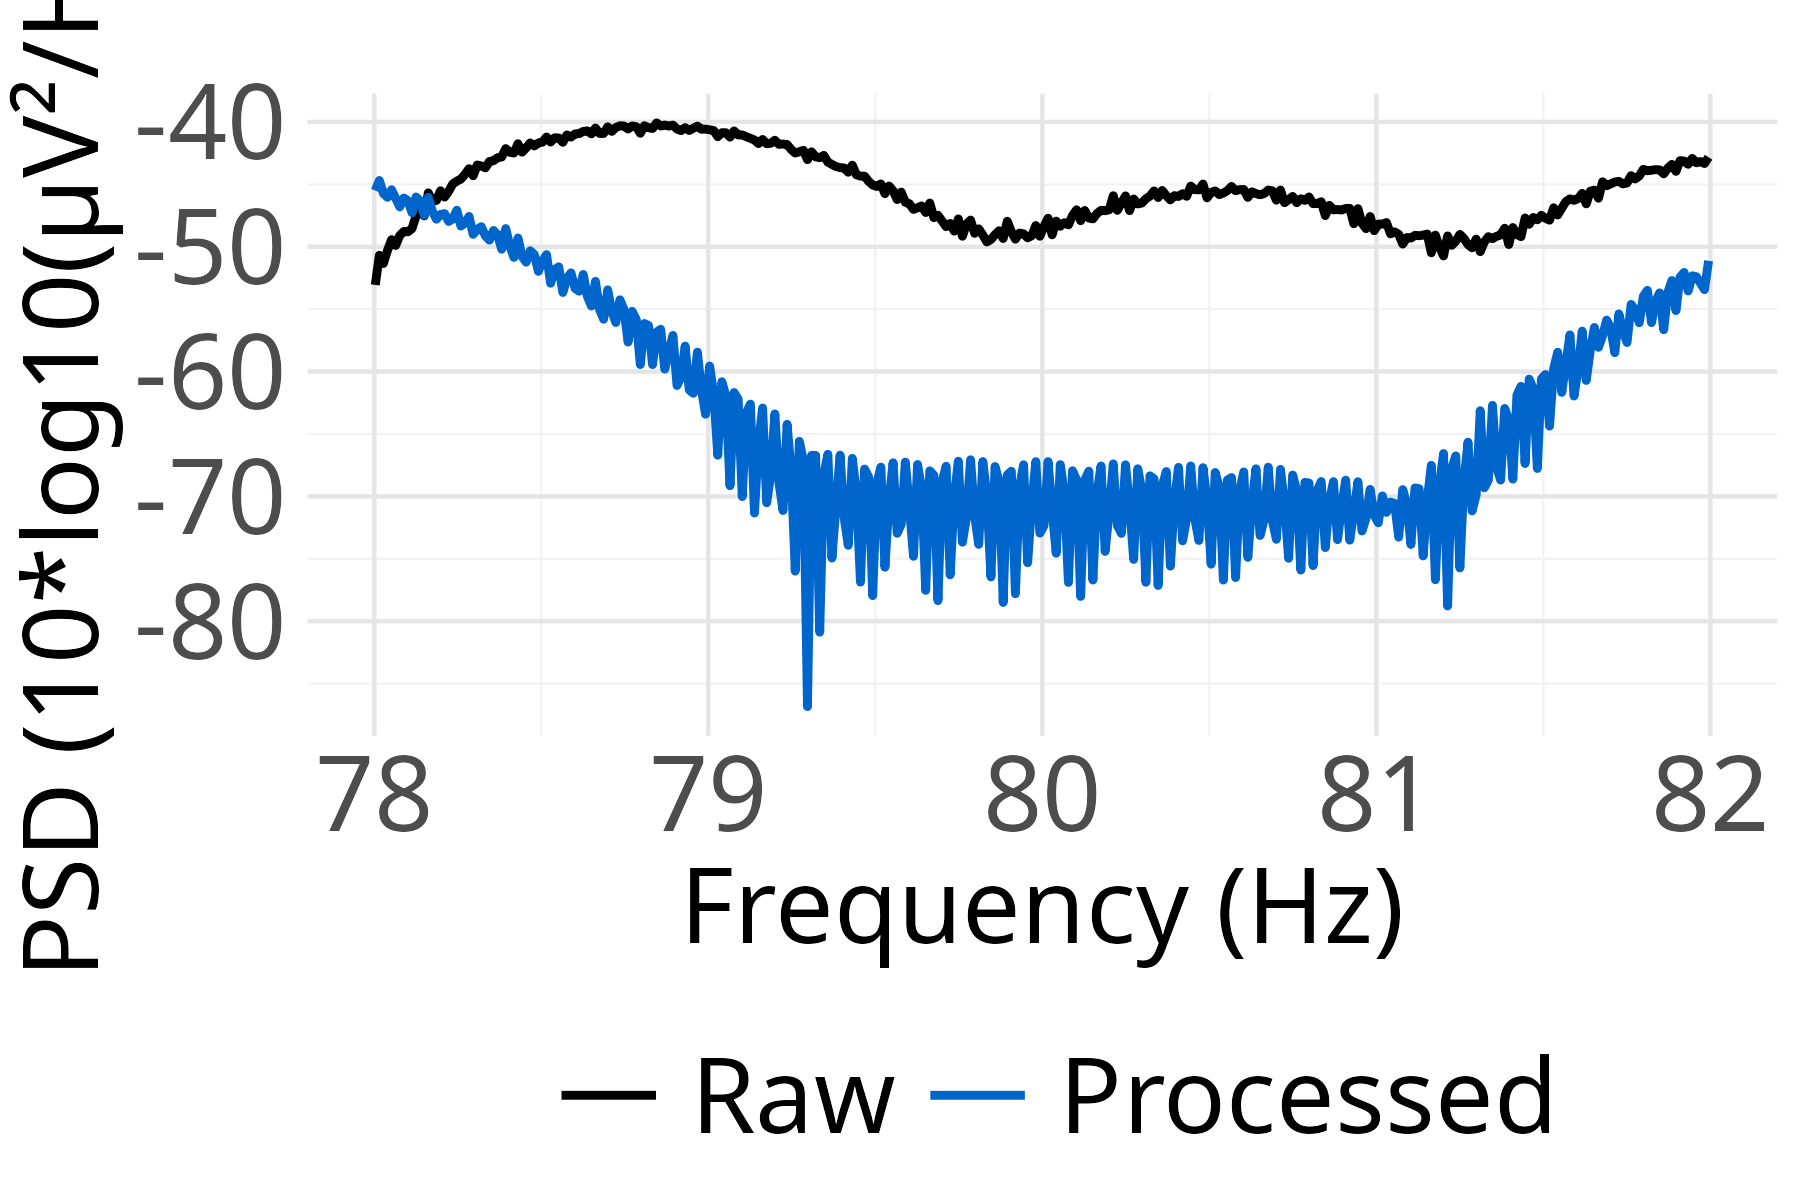 PSD (10*log10(µV²/H
-40
-50
-60
-70
-80
78 79 80 81 82
Frequency (Hz)
Raw Processed